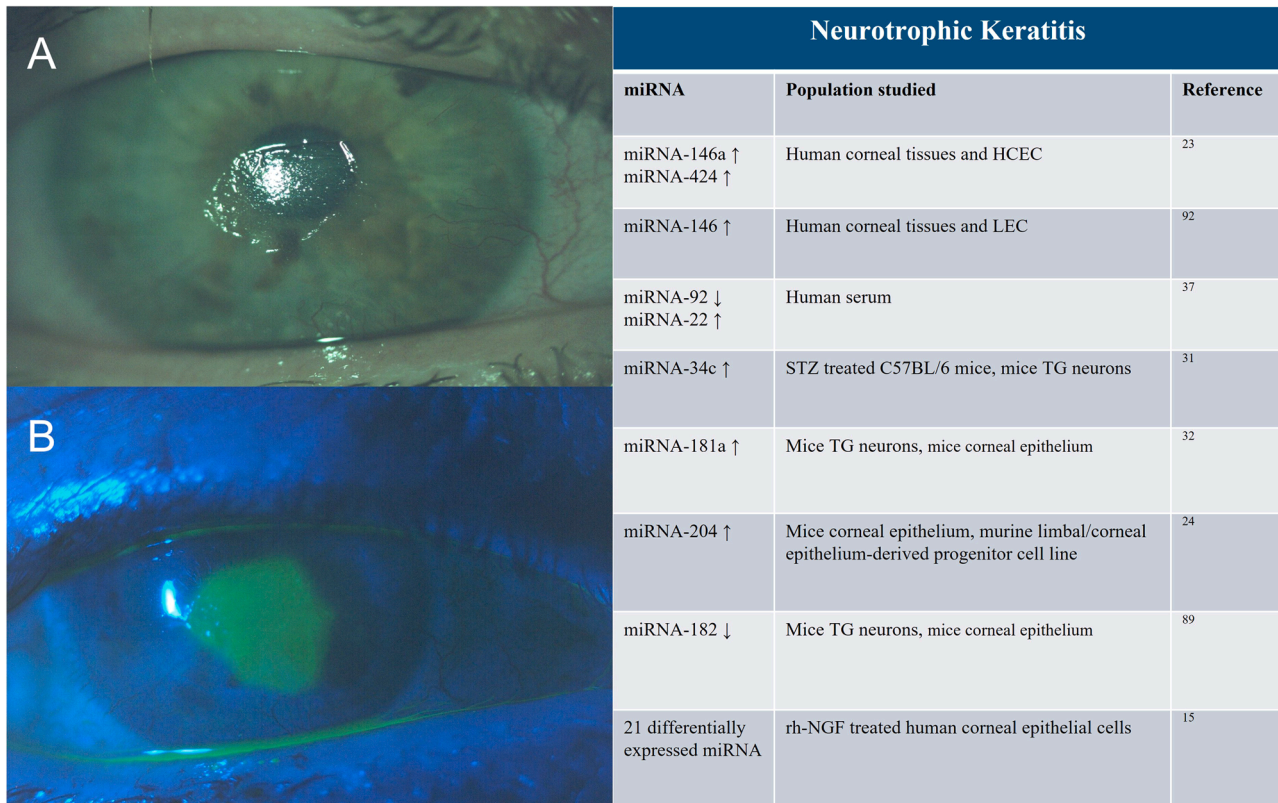 A
B
Neurotrophic Keratitis
miRNA Population studied Reference
miRNA-146a ↑ Human corneal tissues and HCEC 23
miRNA-424 ↑
miRNA-146 ↑ Human corneal tissues and LEC 92
miRNA-92 ↓ Human serum 37
miRNA-22 ↑
miRNA-34c ↑ STZ treated C57BL/6 mice, mice TG neurons 31
miRNA-181a ↑ Mice TG neurons, mice corneal epithelium 32
miRNA-204 ↑ Mice corneal epithelium, murine limbal/corneal 24
epithelium-derived progenitor cell line
miRNA-182 ↓ Mice TG neurons, mice corneal epithelium 89
21 differentially rh-NGF treated human corneal epithelial cells 15
expressed miRNA